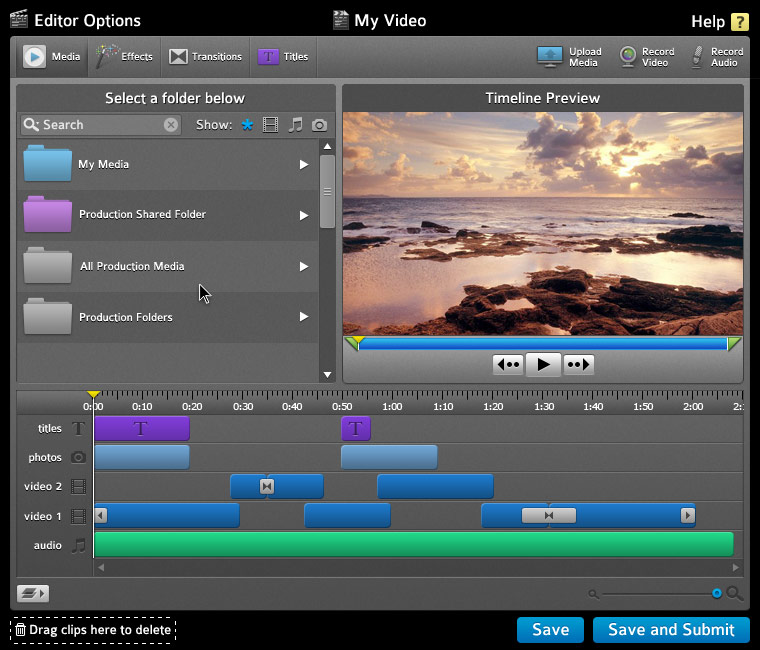 Editor Options
My Video
Help ?
Media
Effects
Transitions
T Titles
Upload
Media
Record
Video
Record
Audio
Select a folder below
Search
Show:
My Media
Production Shared Folder
All Production Media
Production Folders
Timeline Preview
0:00 0:10 0:20 0:30 0:40 0:50 1:00 1:10 1:20 1:30 1:40 1:50 2:00 2:
titles T T T
photos
video 2
video 1
audio
Drag clips here to delete
Save
Save and Submit